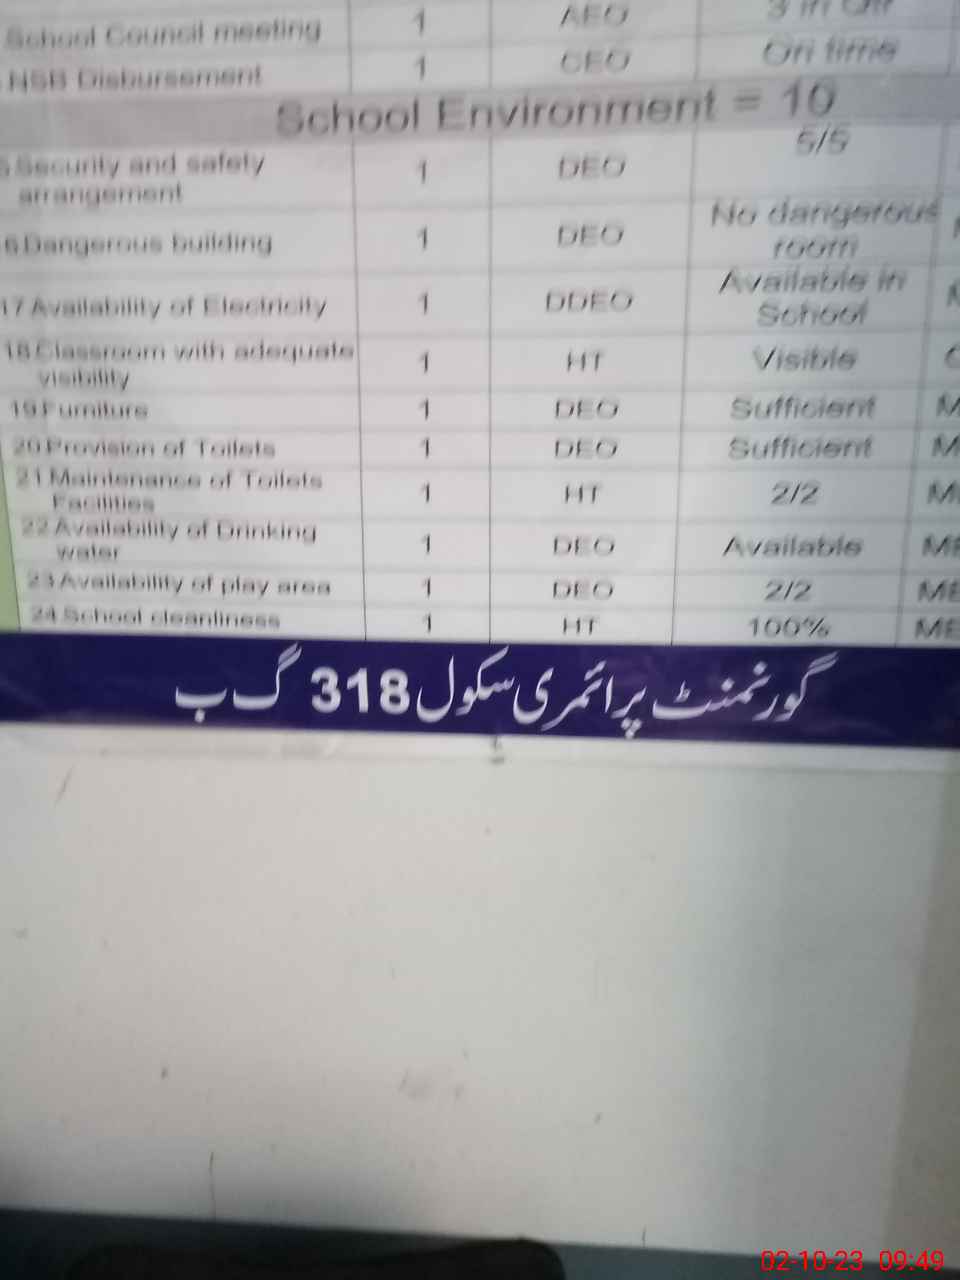 School Council meeting 1 AEO 3 in Qtr
NSB Disbursement 1 CEO On time
School Environment = 10
Security and safety arrangement 1 DEO 5/5
6 Dangerous building 1 DEO No dangerous room
17 Availability of Electricity 1 DDEO Available in School
18 Classroom with adequate visibility 1 HT Visible
19 Furniture 1 DEO Sufficient
20 Provision of Toilets 1 DEO Sufficient
21 Maintenance of Toilets Facilities 1 HT 2/2
22 Availability of Drinking water 1 DEO Available
23 Availability of play area 1 DEO 2/2
24 School cleanliness 1 HT 100%
گورنمنٹ پرائمری سکول 318 گ ب
02-10-23 09:49